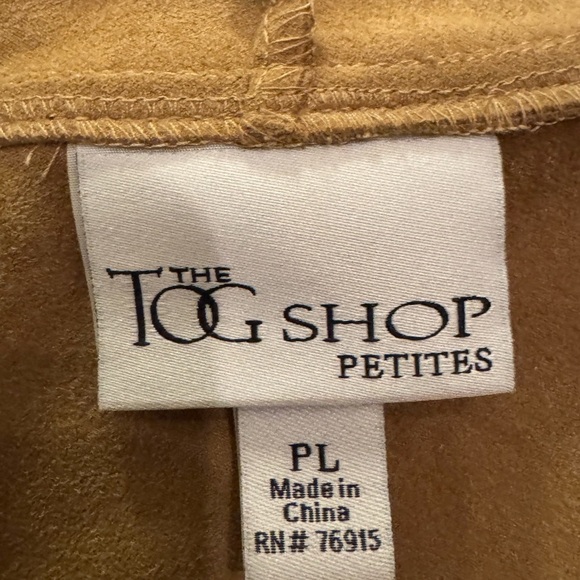 THE
TOG SHOP
PETITES
PL
Made in
China
RN# 76915